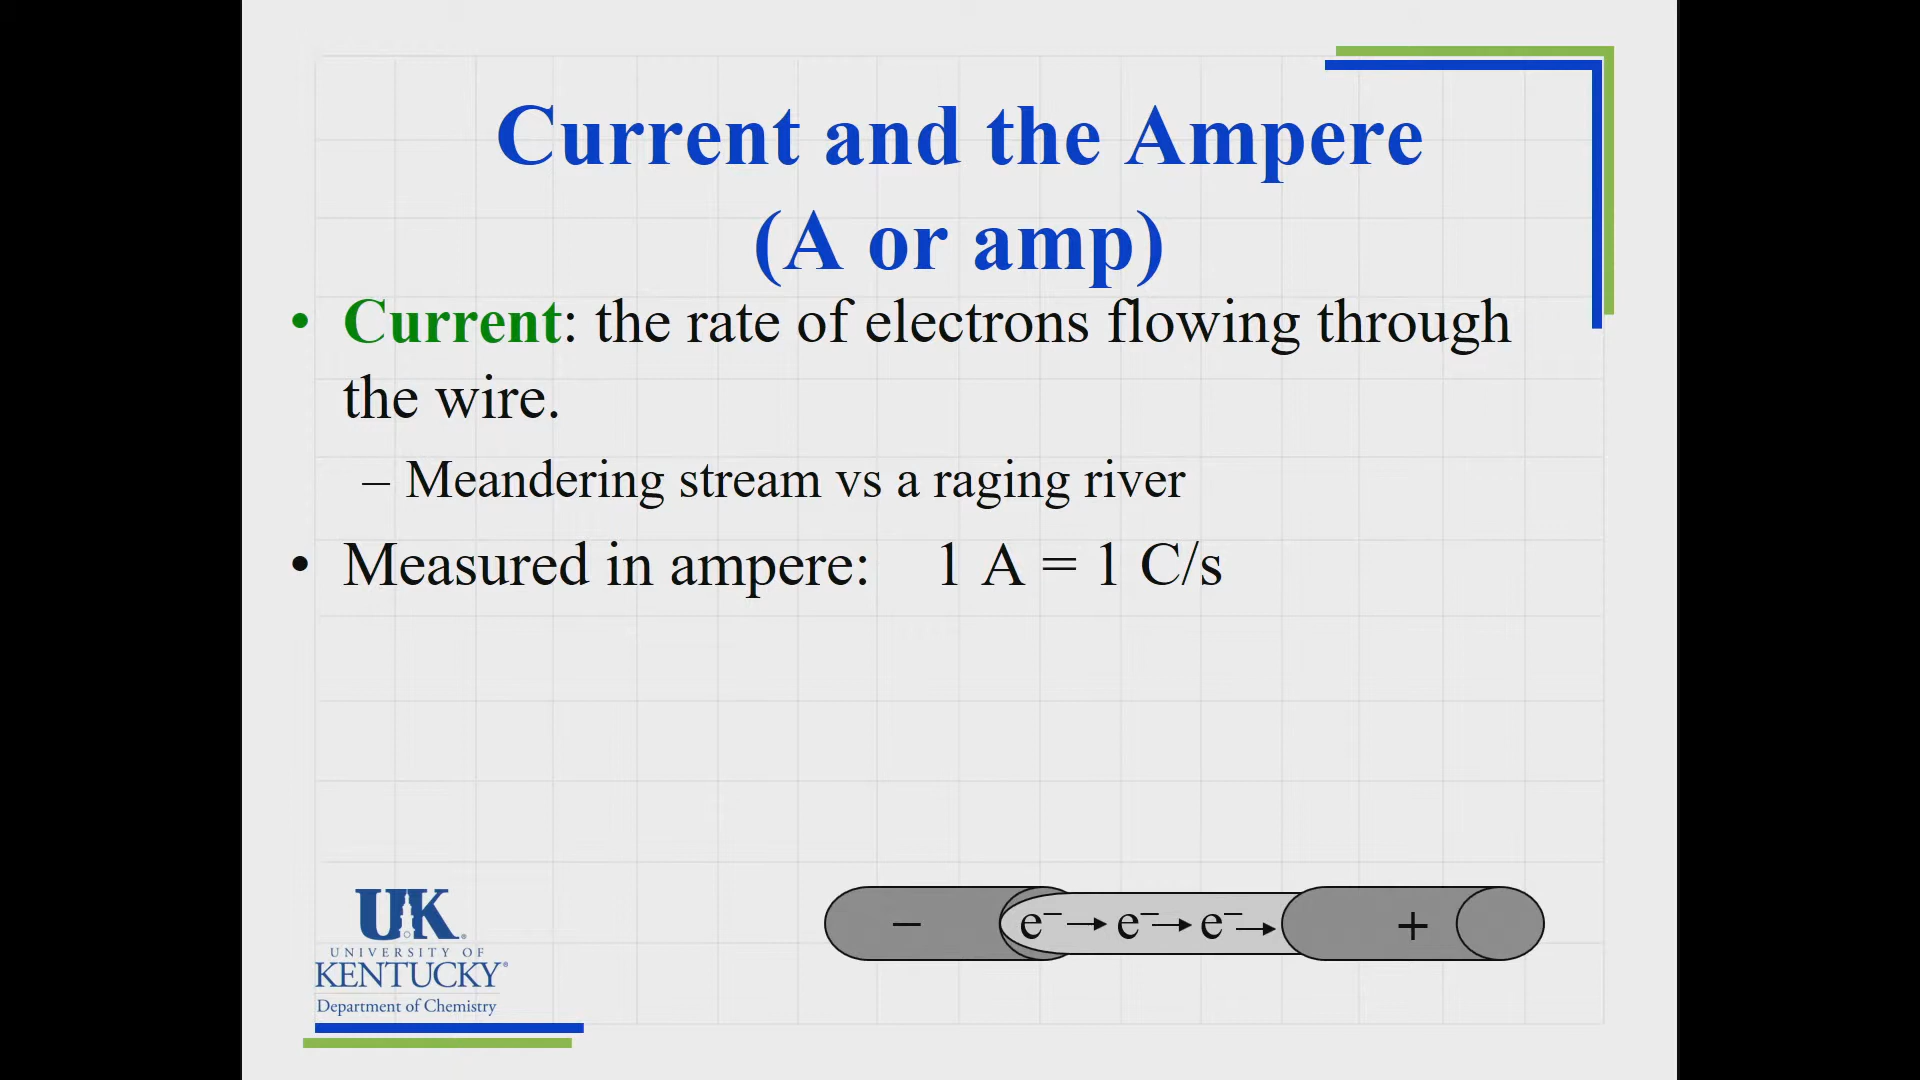 Current and the Ampere
(A or amp)
• Current: the rate of electrons flowing through
the wire.
– Meandering stream vs a raging river
• Measured in ampere: 1 A = 1 C/s
– e⁻ → e⁻ → e⁻ → +
UK®
UNIVERSITY OF
KENTUCKY®
Department of Chemistry